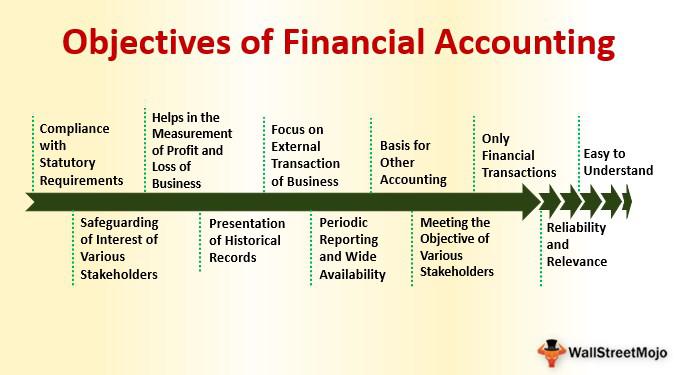 Objectives of Financial Accounting
Compliance
with
Statutory
Requirements
Helps in the
Measurement
of Profit and
Loss of
Business
Focus on
External
Transaction
of Business
Basis for
Other
Accounting
Only
Financial
Transactions
Easy to
Understand
Safeguarding
of Interest of
Various
Stakeholders
Presentation
of Historical
Records
Periodic
Reporting
and Wide
Availability
Meeting the
Objective of
Various
Stakeholders
Reliability
and
Relevance
WallStreetMojo